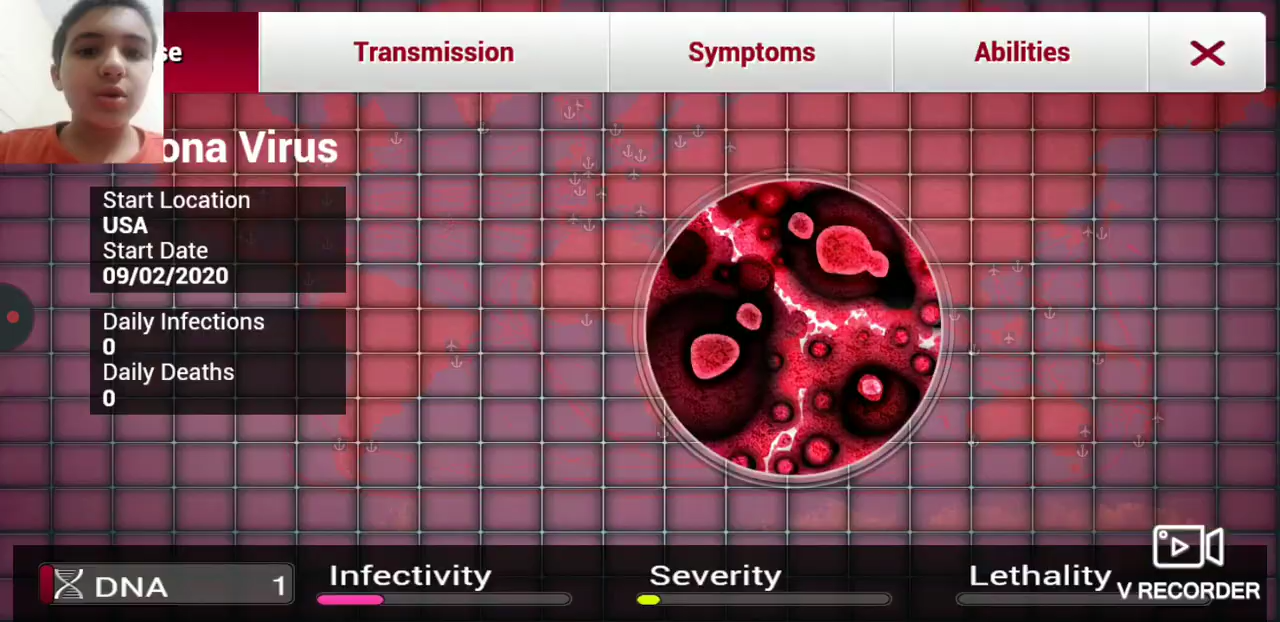 se
Transmission
Symptoms
Abilities
ona Virus
Start Location
USA
Start Date
09/02/2020
Daily Infections
0
Daily Deaths
0
DNA
1
Infectivity
Severity
Lethality
V RECORDER